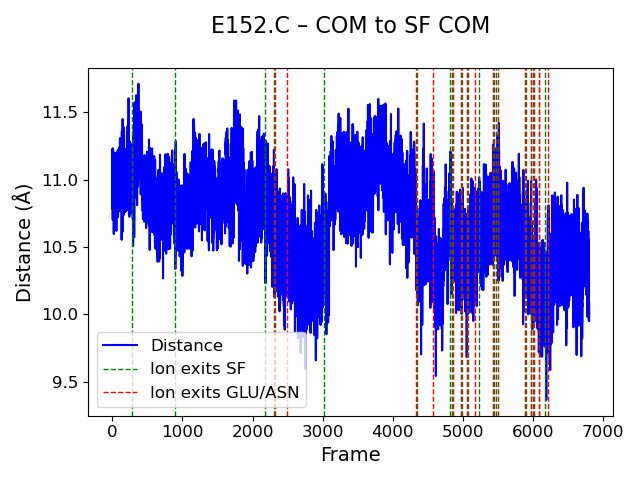 E152.C – COM to SF COM
Distance (Å)
11.5
11.0
10.5
10.0
9.5
Distance
Ion exits SF
Ion exits GLU/ASN
0 1000 2000 3000 4000 5000 6000 7000
Frame